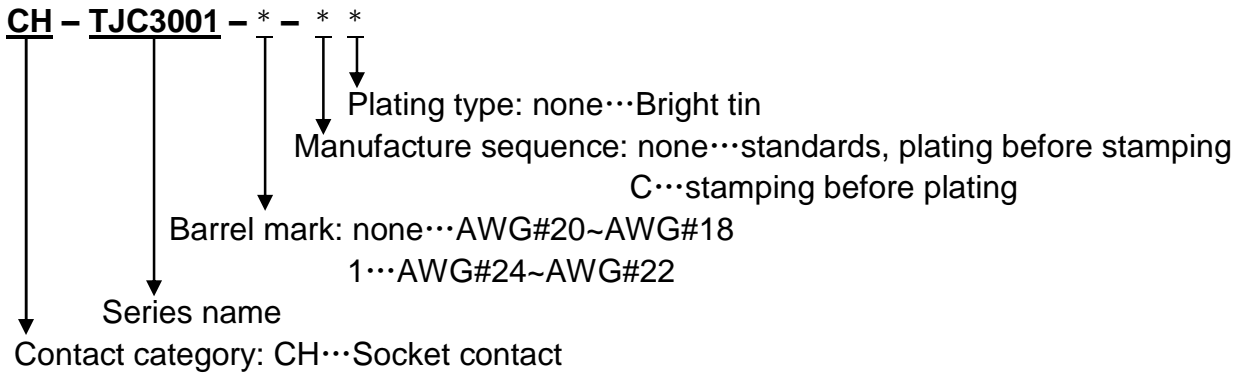 CH – TJC3001 – * – * *
Plating type: none⋯Bright tin
Manufacture sequence: none⋯standards, plating before stamping
C⋯stamping before plating
Barrel mark: none⋯AWG#20~AWG#18
1⋯AWG#24~AWG#22
Series name
Contact category: CH⋯Socket contact